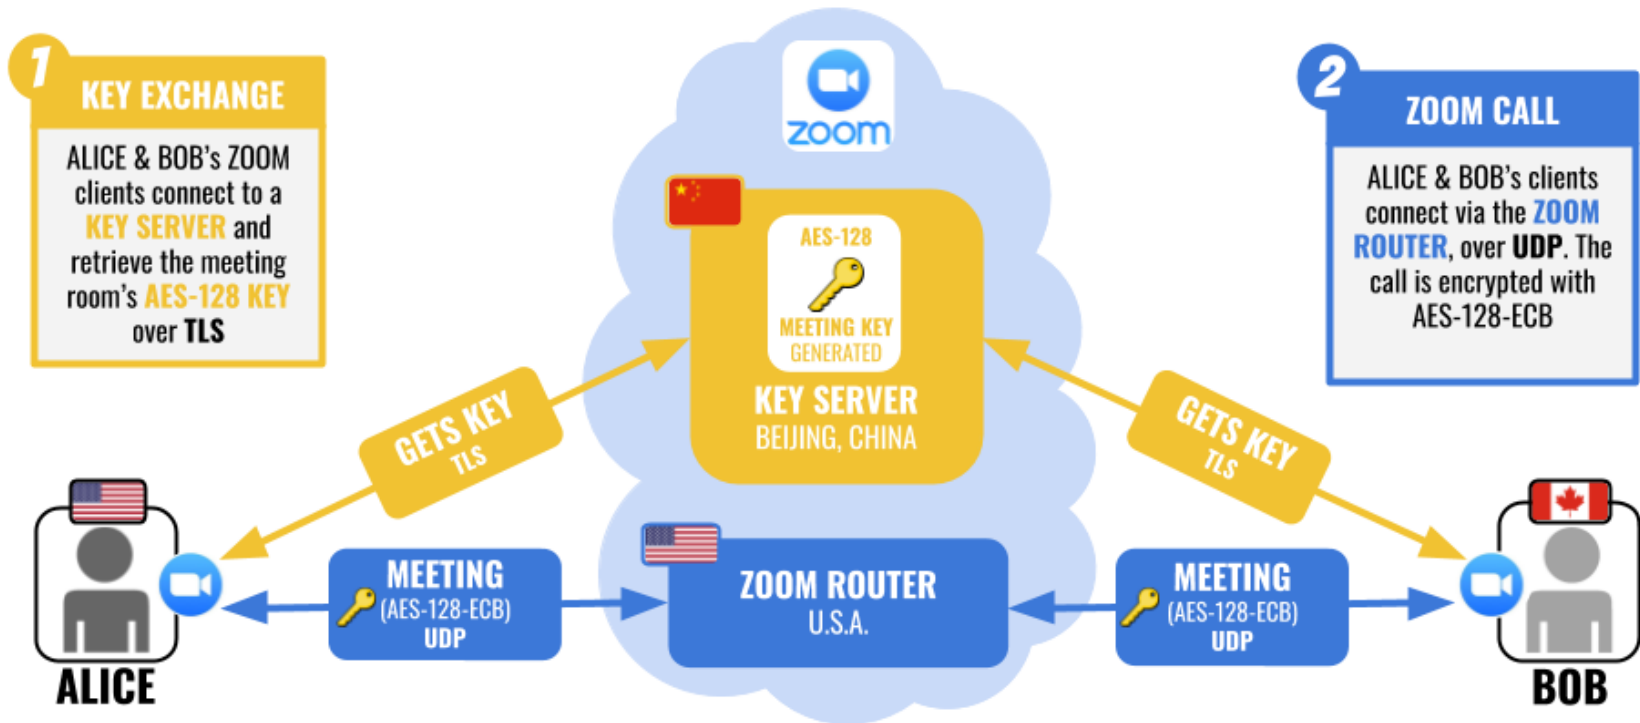 1
KEY EXCHANGE
ALICE & BOB's ZOOM
clients connect to a
KEY SERVER and
retrieve the meeting
room's AES-128 KEY
over TLS
zoom
AES-128
MEETING KEY
GENERATED
KEY SERVER
BEIJING, CHINA
2
ZOOM CALL
ALICE & BOB's clients
connect via the ZOOM
ROUTER, over UDP. The
call is encrypted with
AES-128-ECB
GETS KEY
TLS
GETS KEY
TLS
MEETING
(AES-128-ECB)
UDP
ZOOM ROUTER
U.S.A.
MEETING
(AES-128-ECB)
UDP
ALICE
BOB